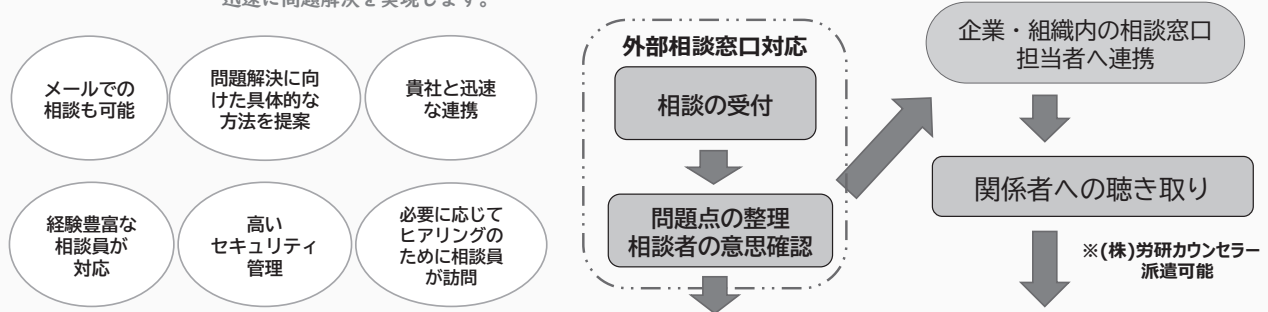 迅速に問題解決を実現します。
メールでの
相談も可能
問題解決に向
けた具体的な
方法を提案
貴社と迅速
な連携
経験豊富な
相談員が
対応
高い
セキュリティ
管理
必要に応じて
ヒアリングの
ために相談員
が訪問
外部相談窓口対応
相談の受付
問題点の整理
相談者の意思確認
企業・組織内の相談窓口
担当者へ連携
関係者への聴き取り
※(株)労研カウンセラー
派遣可能